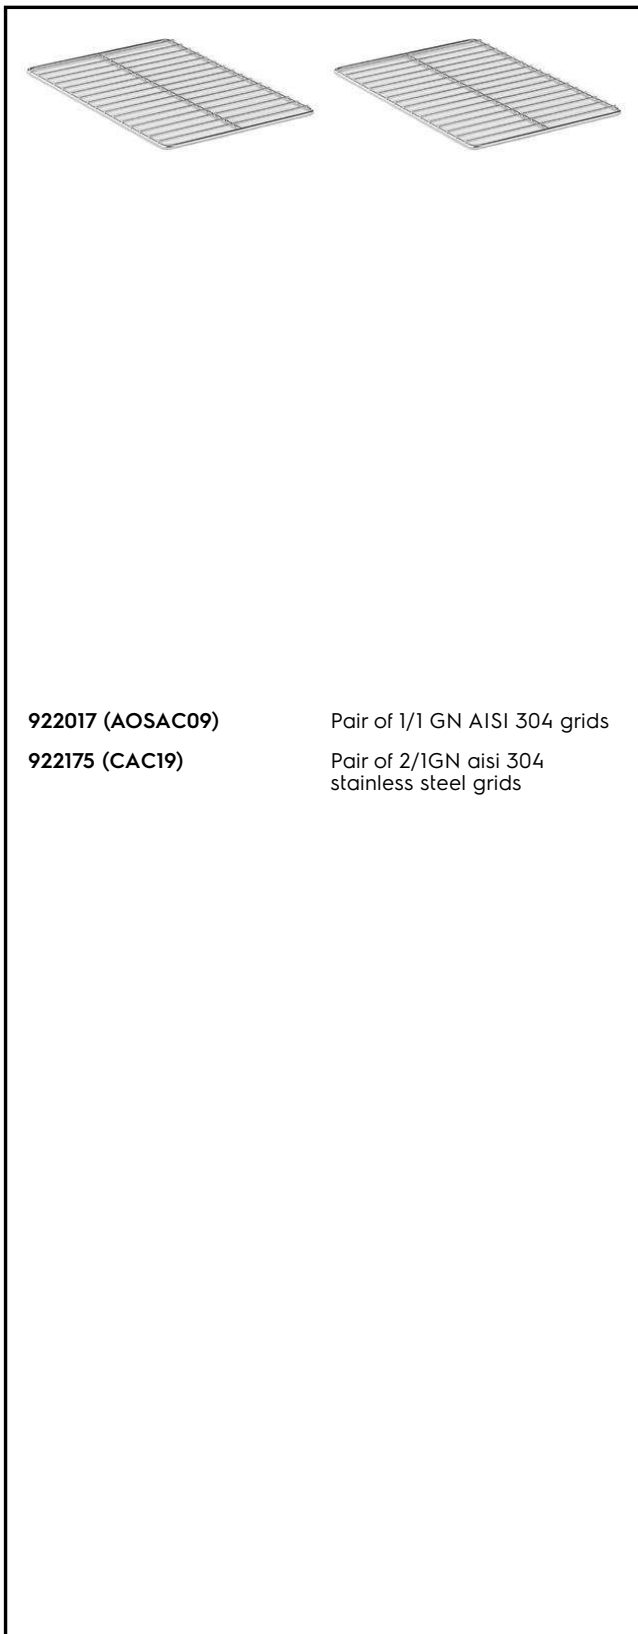 922017 (AOSAC09) Pair of 1/1 GN AISI 304 grids
922175 (CAC19) Pair of 2/1GN aisi 304
stainless steel grids